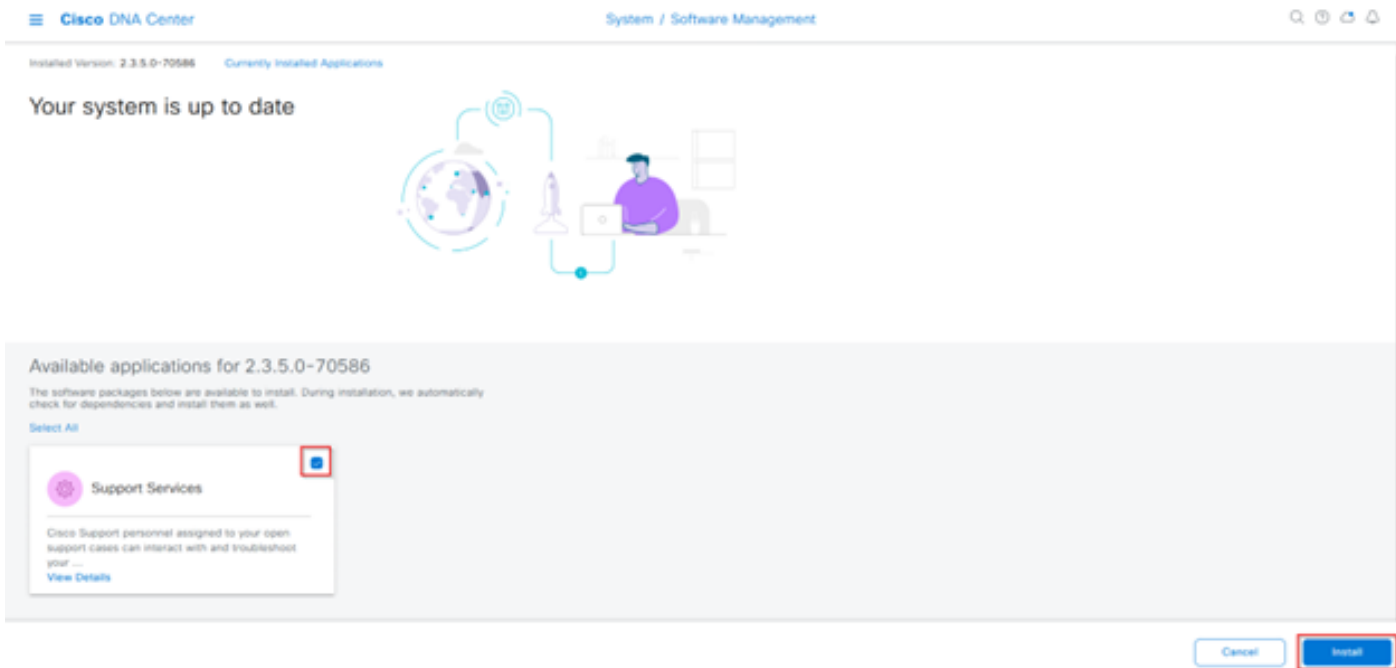 Cisco DNA Center
System / Software Management
Installed Version: 2.3.5.0-70586 Currently Installed Applications
Your system is up to date
Available applications for 2.3.5.0-70586
The software packages below are available to install. During installation, we automatically
check for dependencies and install them as well.
Select All
Support Services
Cisco Support personnel assigned to your open
support cases can interact with and troubleshoot
your ....
View Details
Cancel
Install